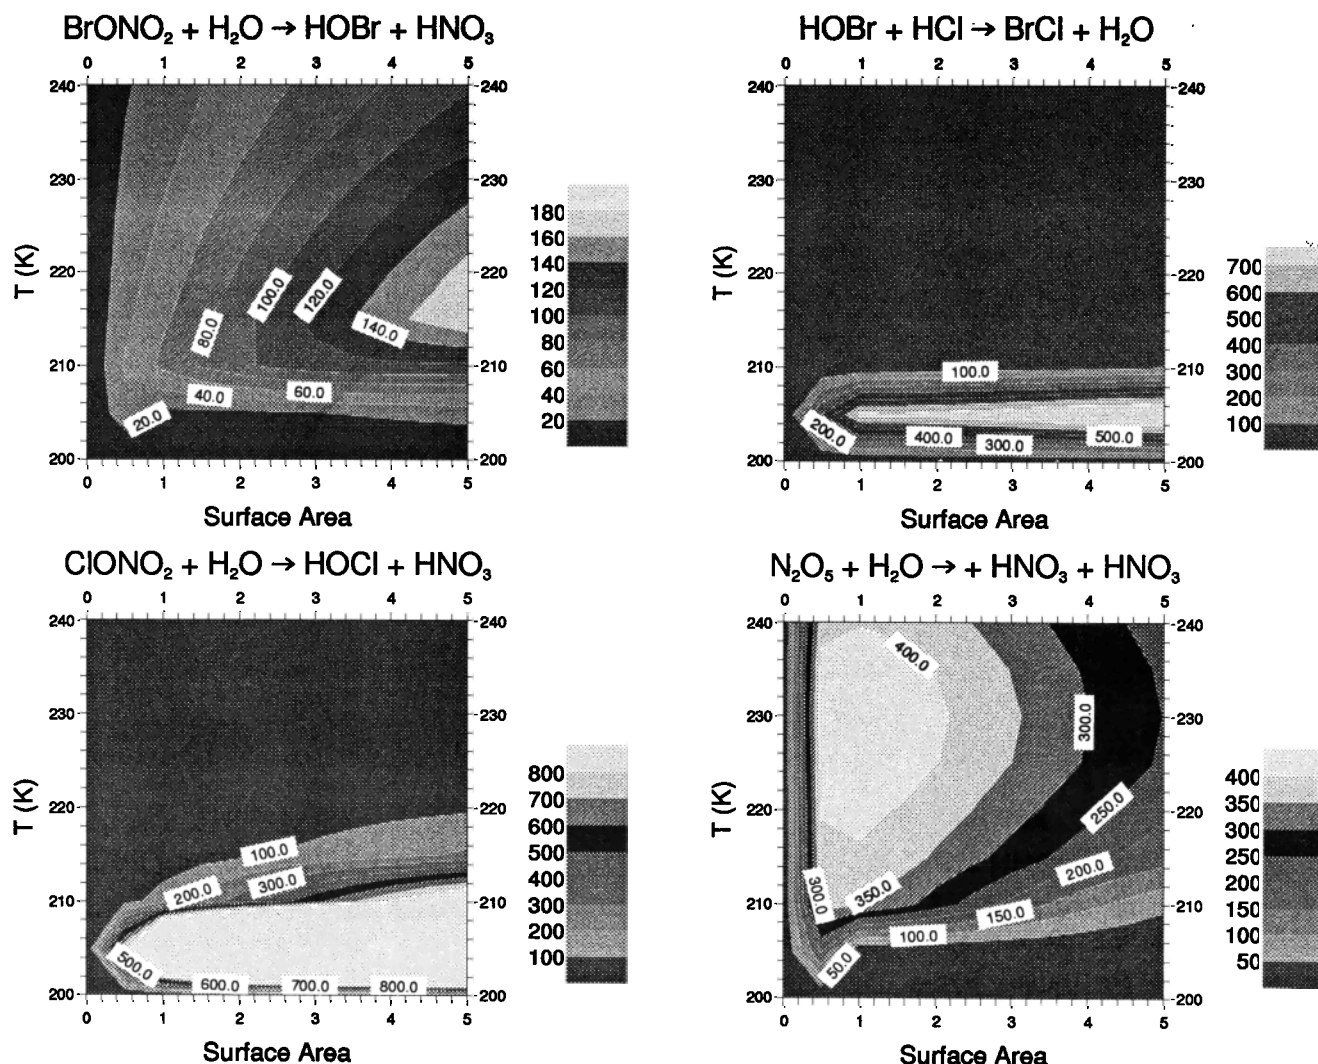 BrONO₂ + H₂O → HOBr + HNO₃
0 1 2 3 4 5
240 240
230 230
220 220
210 210
200 200
T (K)
20.0 40.0 60.0 80.0 100.0 120.0 140.0
0 1 2 3 4 5
Surface Area
180
160
140
120
100
80
60
40
20
HOBr + HCl → BrCl + H₂O
0 1 2 3 4 5
240 240
230 230
220 220
210 210
200 200
T (K)
100.0
200.0 400.0 300.0 500.0
0 1 2 3 4 5
Surface Area
700
600
500
400
300
200
100
ClONO₂ + H₂O → HOCl + HNO₃
0 1 2 3 4 5
240 240
230 230
220 220
210 210
200 200
T (K)
100.0
200.0 300.0
500.0 600.0 700.0 800.0
0 1 2 3 4 5
Surface Area
800
700
600
500
400
300
200
100
N₂O₅ + H₂O → + HNO₃ + HNO₃
0 1 2 3 4 5
240 240
230 230
220 220
210 210
200 200
T (K)
400.0
300.0
250.0
300.0 350.0 200.0
150.0
100.0
50.0
0 1 2 3 4 5
Surface Area
400
350
300
250
200
150
100
50